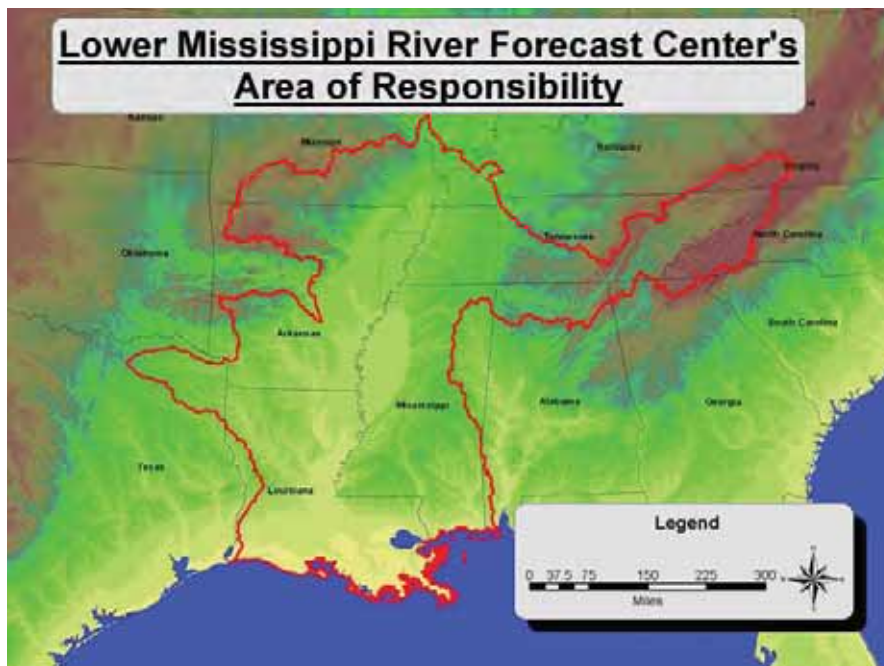 Lower Mississippi River Forecast Center's
Area of Responsibility
Kansas
Missouri
Kentucky
Virginia
Tennessee
North Carolina
Oklahoma
Arkansas
South Carolina
Mississippi
Alabama
Georgia
Texas
Louisiana
Legend
0 37.5 75 150 225 300
Miles